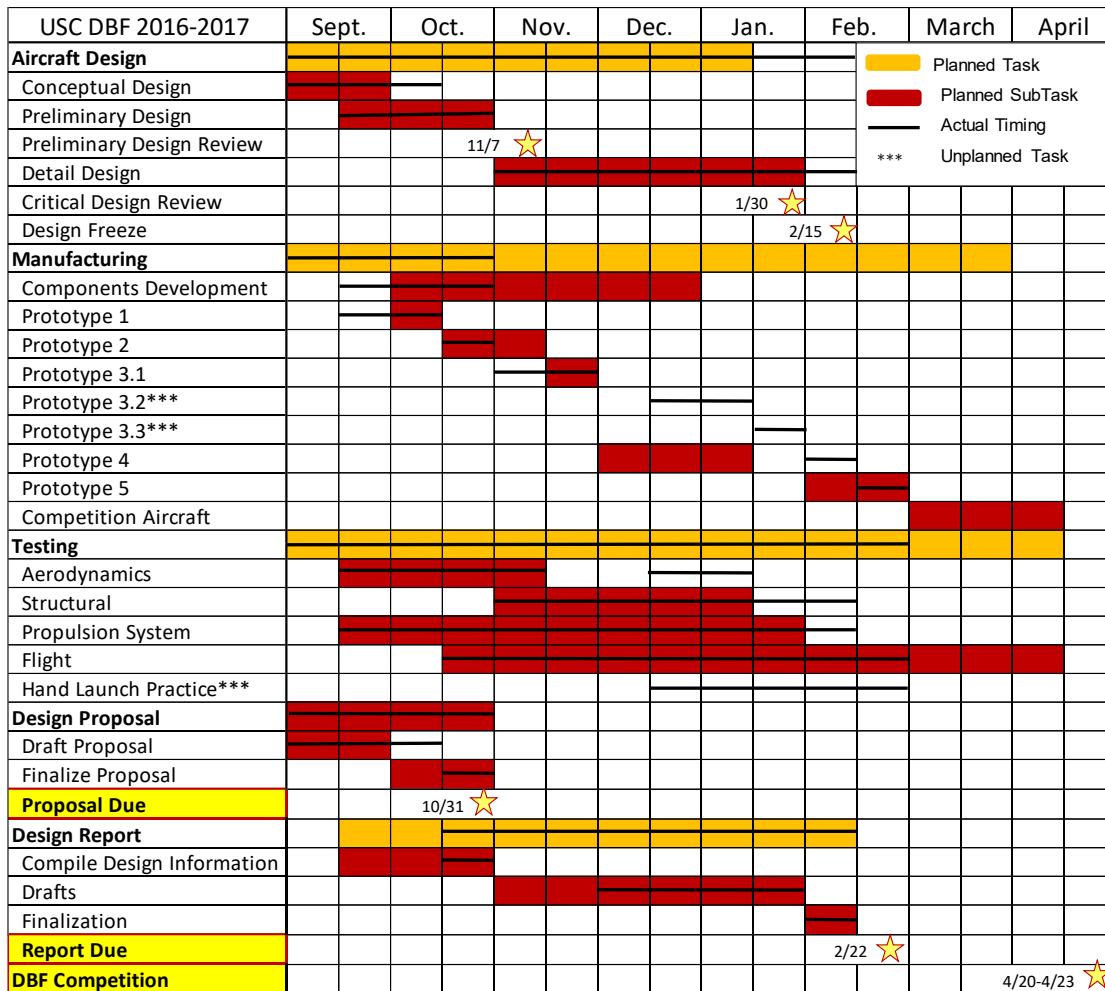 USC DBF 2016-2017 Sept. Oct. Nov. Dec. Jan. Feb. March April
Aircraft Design
Planned Task
Conceptual Design
Planned SubTask
Preliminary Design
Actual Timing
Preliminary Design Review 11/7
*** Unplanned Task
Detail Design
Critical Design Review 1/30
Design Freeze 2/15
Manufacturing
Components Development
Prototype 1
Prototype 2
Prototype 3.1
Prototype 3.2***
Prototype 3.3***
Prototype 4
Prototype 5
Competition Aircraft
Testing
Aerodynamics
Structural
Propulsion System
Flight
Hand Launch Practice***
Design Proposal
Draft Proposal
Finalize Proposal
Proposal Due 10/31
Design Report
Compile Design Information
Drafts
Finalization
Report Due 2/22
DBF Competition 4/20-4/23